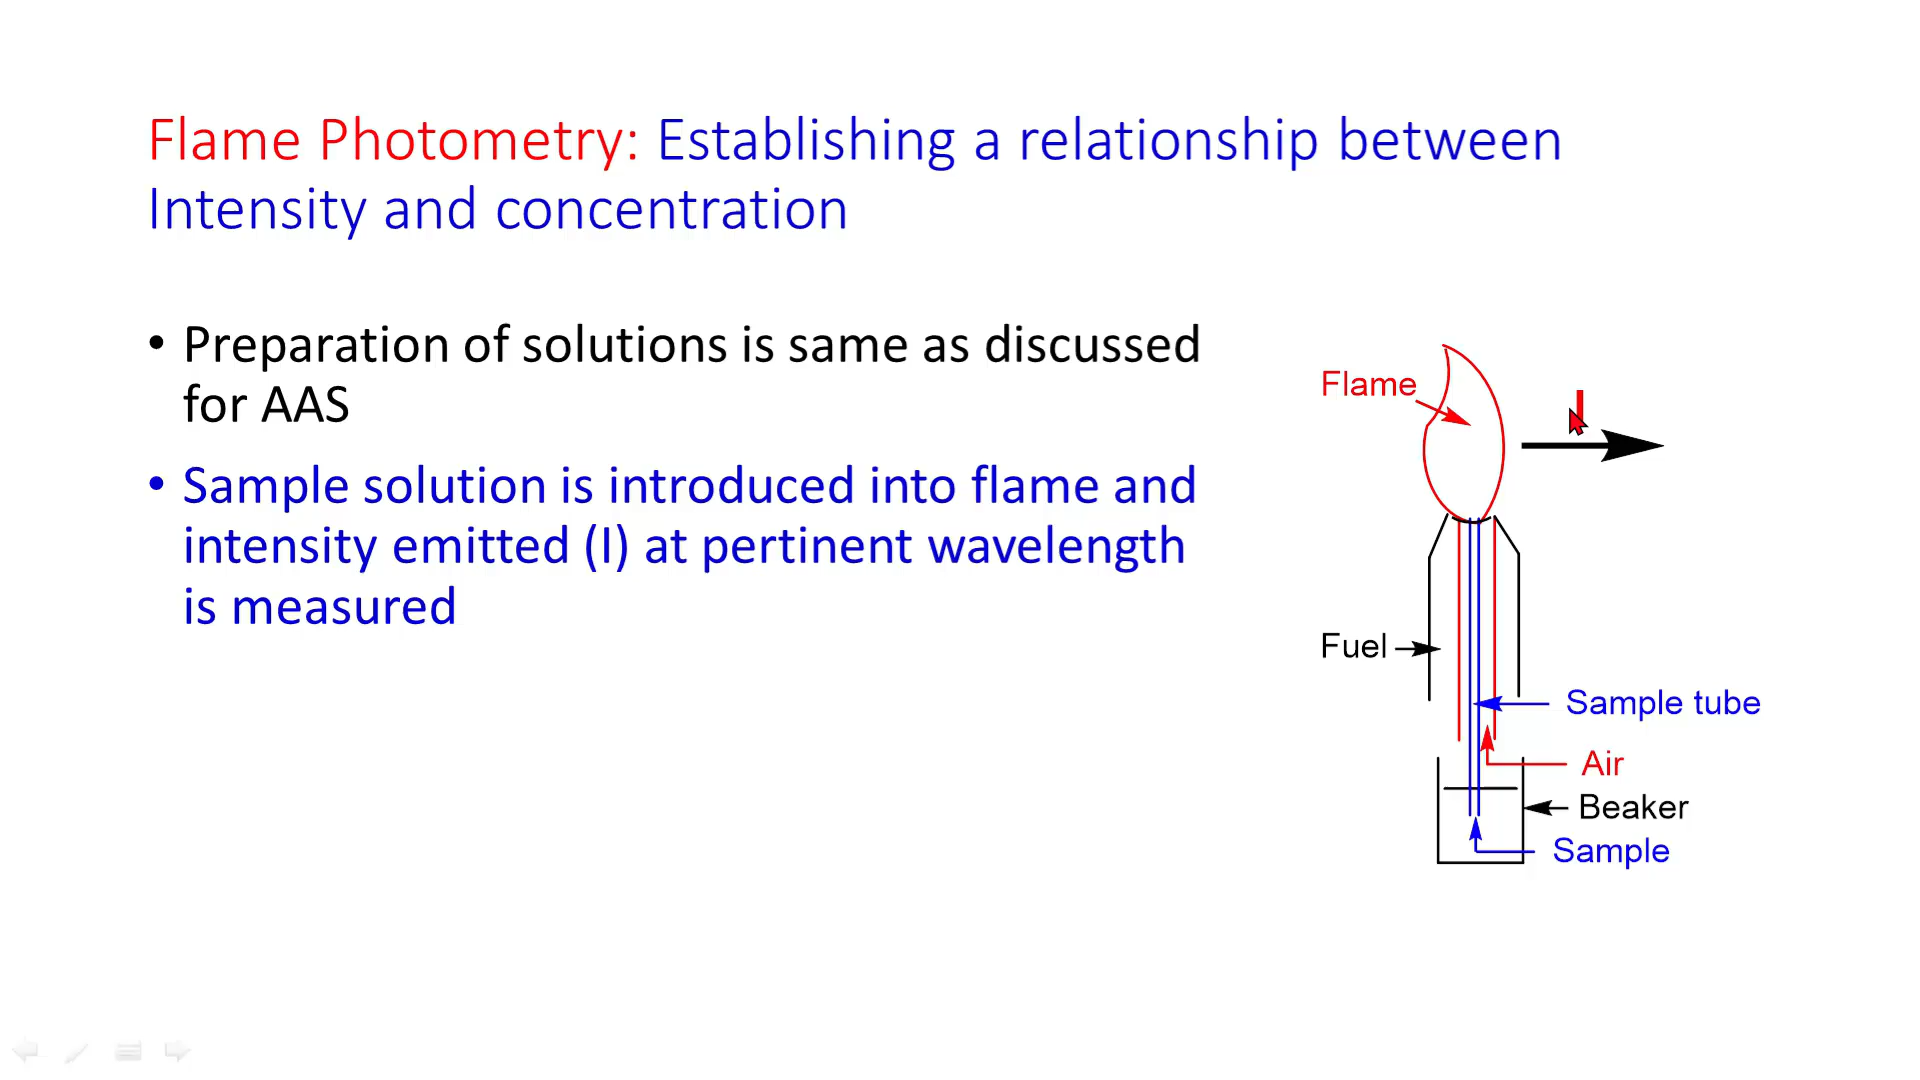 Flame Photometry: Establishing a relationship between
Intensity and concentration
• Preparation of solutions is same as discussed
for AAS
• Sample solution is introduced into flame and
intensity emitted (I) at pertinent wavelength
is measured
Flame
I
Fuel
Sample tube
Air
Beaker
Sample